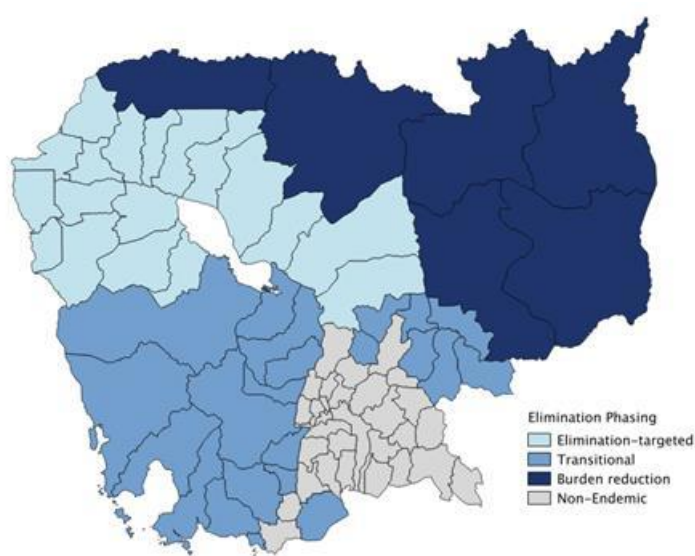 Elimination Phasing
Elimination-targeted
Transitional
Burden reduction
Non-Endemic